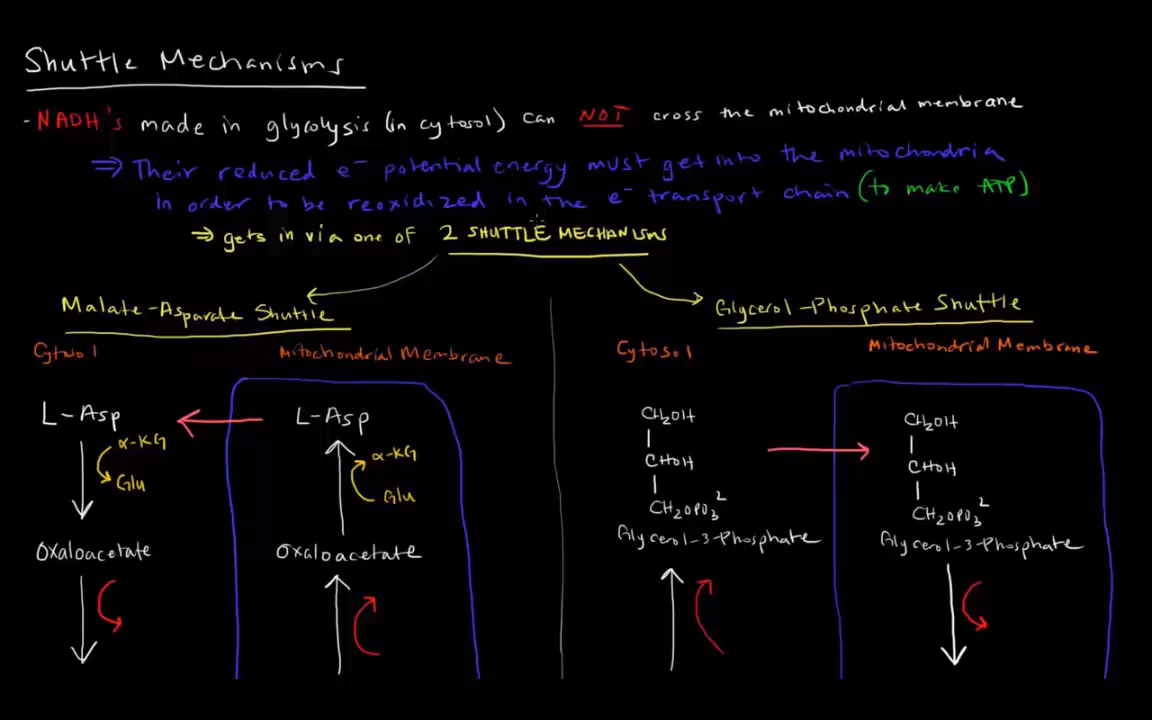 Shuttle Mechanisms
- NADH's made in glycolysis (in cytosol) can NOT cross the mitochondrial membrane
⇒ Their reduced e⁻ potential energy must get into the mitochondria
in order to be reoxidized in the e⁻ transport chain (to make ATP)
⇒ gets in via one of 2 SHUTTLE MECHANISMS
Malate-Asparate Shuttle
Glycerol-Phosphate Shuttle
Cytosol
Mitochondrial Membrane
Cytosol
Mitochondrial Membrane
L-Asp
L-Asp
CH₂OH
CH₂OH
α-KG
α-KG
CHOH
CHOH
Glu
Glu
CH₂OPO₃²
CH₂OPO₃²
Glycerol-3-Phosphate
Glycerol-3-Phosphate
Oxaloacetate
Oxaloacetate